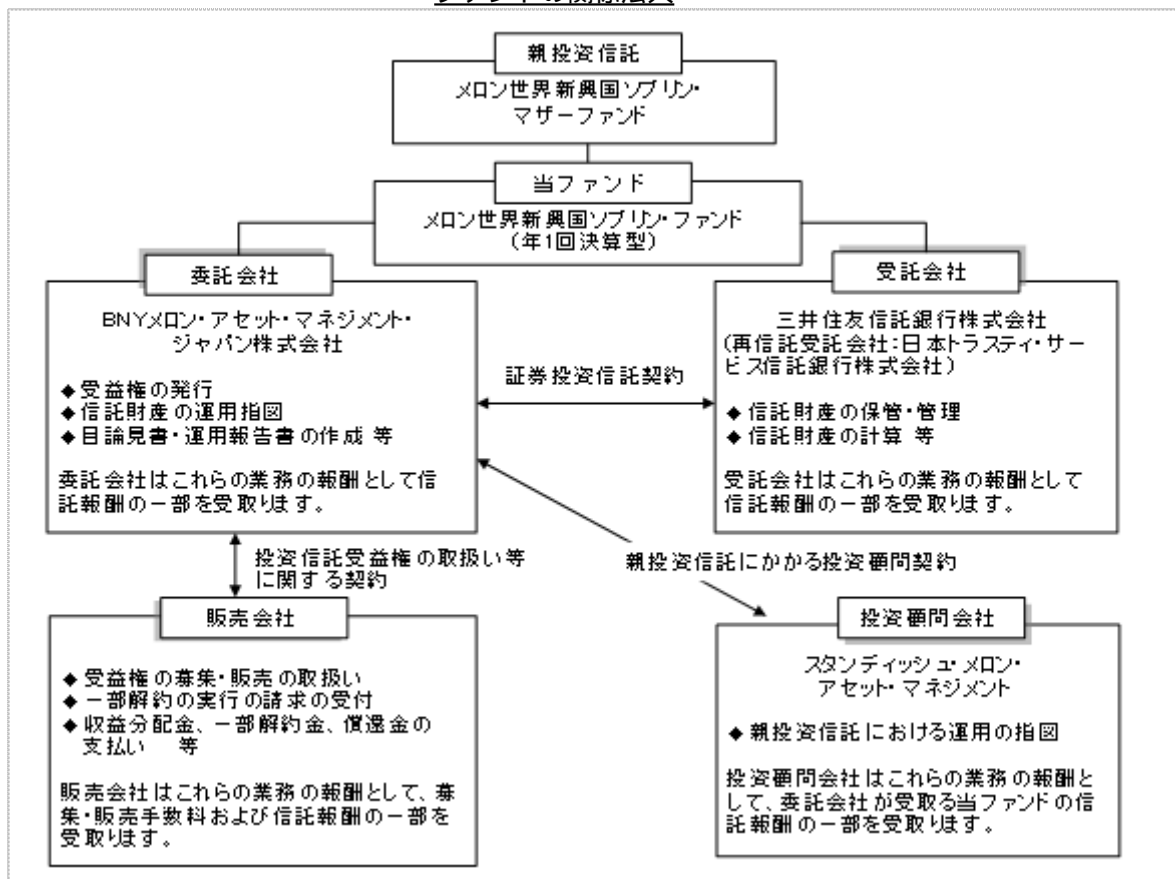 ファンドの関係法人
親投資信託
メロン世界新興国ソブリン・
マザーファンド
当ファンド
メロン世界新興国ソブリン・ファンド
(年1回決算型)
委託会社
BNYメロン・アセット・マネジメント・
ジャパン株式会社
◆受益権の発行
◆信託財産の運用指図
◆目論見書・運用報告書の作成 等
委託会社はこれらの業務の報酬として信
託報酬の一部を受取ります。
証券投資信託契約
受託会社
三井住友信託銀行株式会社
(再信託受託会社:日本トラスティ・サー
ビス信託銀行株式会社)
◆信託財産の保管・管理
◆信託財産の計算 等
受託会社はこれらの業務の報酬として
信託報酬の一部を受取ります。
投資信託受益権の取扱い等
に関する契約
親投資信託にかかる投資顧問契約
販売会社
◆受益権の募集・販売の取扱い
◆一部解約の実行の請求の受付
◆収益分配金、一部解約金、償還金の
支払い 等
販売会社はこれらの業務の報酬として、募
集・販売手数料および信託報酬の一部を
受取ります。
投資顧問会社
スタンディッシュ・メロン・
アセット・マネジメント
◆親投資信託における運用の指図
投資顧問会社はこれらの業務の報酬と
して、委託会社が受取る当ファンドの信
託報酬の一部を受取ります。